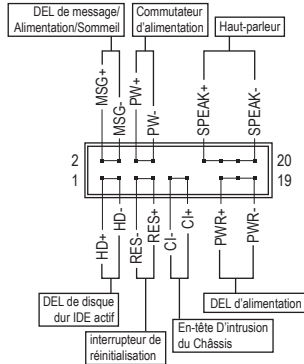 DEL de message/
Alimentation/Sommeil
Commutateur
d'alimentation
Haut-parleur
MSG+
MSG-
PW+
PW-
SPEAK+
SPEAK-
2
20
1
19
HD+
HD-
RES-
RES+
CI-
CI+
PWR+
PWR-
DEL de disque
dur IDE actif
interrupteur de
réinitialisation
En-tête D'intrusion
du Châssis
DEL d'alimentation